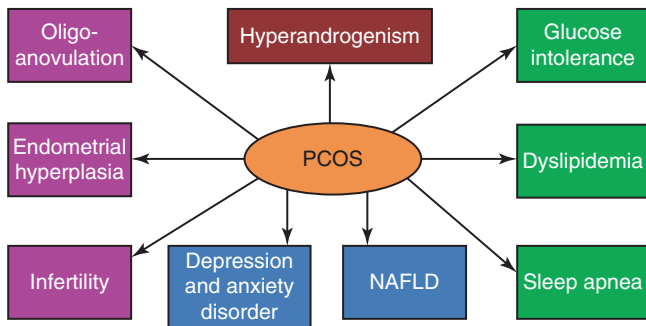 Oligo-
anovulation
Hyperandrogenism
Glucose
intolerance
Endometrial
hyperplasia
PCOS
Dyslipidemia
Infertility
Depression
and anxiety
disorder
NAFLD
Sleep apnea